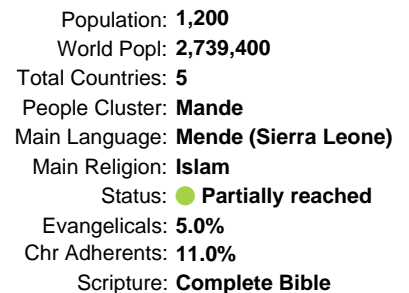 Population: 1,200
World Popl: 2,739,400
Total Countries: 5
People Cluster: Mande
Main Language: Mende (Sierra Leone)
Main Religion: Islam
Status: Partially reached
Evangelicals: 5.0%
Chr Adherents: 11.0%
Scripture: Complete Bible